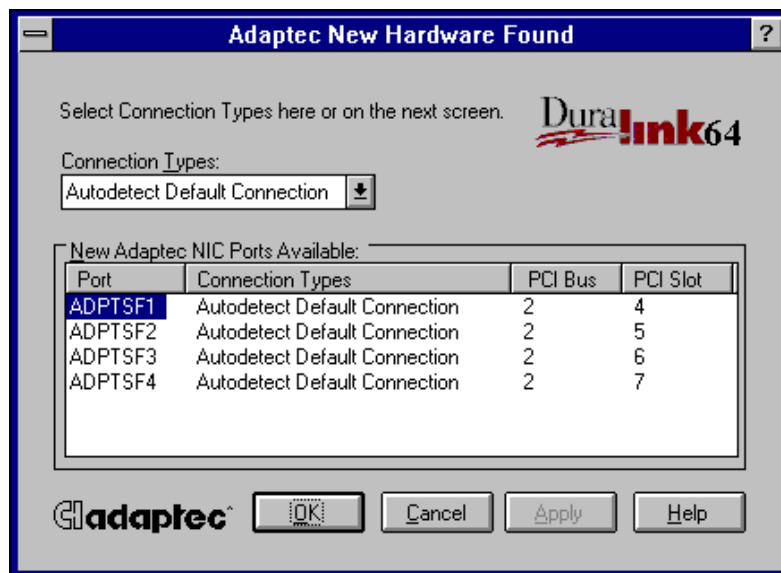 Adaptec New Hardware Found ?
Select Connection Types here or on the next screen.
Duralink64
Connection Types:
Autodetect Default Connection
New Adaptec NIC Ports Available:
Port Connection Types PCI Bus PCI Slot
ADPTSF1 Autodetect Default Connection 2 4
ADPTSF2 Autodetect Default Connection 2 5
ADPTSF3 Autodetect Default Connection 2 6
ADPTSF4 Autodetect Default Connection 2 7
adaptec OK Cancel Apply Help